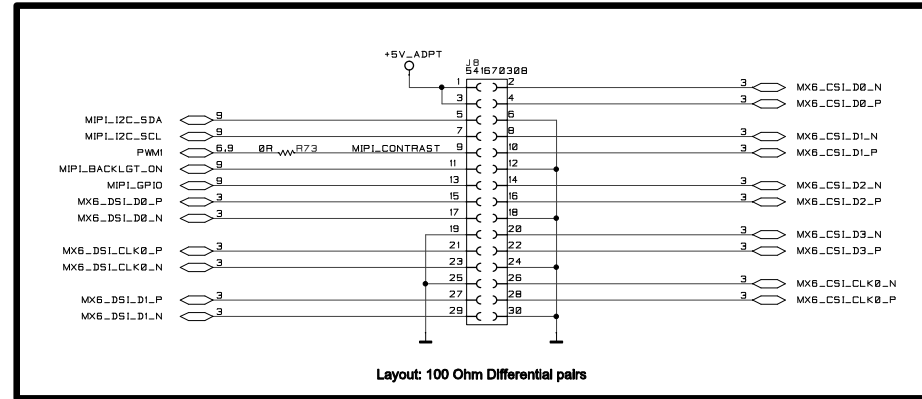 +5V_ADPT
J8
541670308
1 2 3 MX6_CSI_D0_N
3 4 3 MX6_CSI_D0_P
MIPI_I2C_SDA 9 5 6
MIPI_I2C_SCL 9 7 8 3 MX6_CSI_D1_N
PWM1 6,9 0R R73 MIPI_CONTRAST 9 10 3 MX6_CSI_D1_P
MIPI_BACKLGT_ON 9 11 12
MIPI_GPIO 9 13 14 3 MX6_CSI_D2_N
MX6_DSI_D0_P 3 15 16 3 MX6_CSI_D2_P
MX6_DSI_D0_N 3 17 18
19 20 3 MX6_CSI_D3_N
MX6_DSI_CLK0_P 3 21 22 3 MX6_CSI_D3_P
MX6_DSI_CLK0_N 3 23 24
25 26 3 MX6_CSI_CLK0_N
MX6_DSI_D1_P 3 27 28 3 MX6_CSI_CLK0_P
MX6_DSI_D1_N 3 29 30
Layout: 100 Ohm Differential pairs